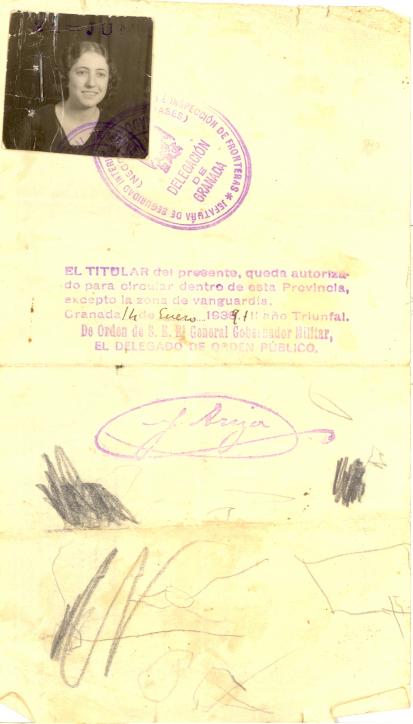 JUN
E INSPECCIÓN DE FRONTERAS ★ JEFATURA DE SEGURIDAD INTERI
DELEGACIÓN
DE
GRANADA
EL TITULAR del presente, queda autoriza-
do para circular dentro de esta Provincia,
excepto la zona de vanguardia.
Granada 14 de Enero 1939. III año Triunfal.
De Orden de S. E. El General Gobernador Militar,
EL DELEGADO DE ORDEN PÚBLICO,